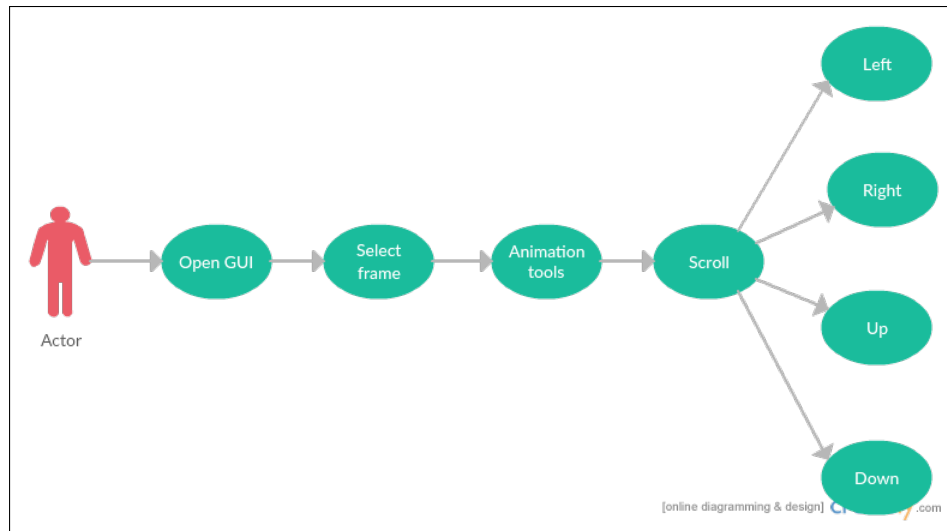 Left
Right
Actor
Open GUI
Select
frame
Animation
tools
Scroll
Up
Down
[online diagramming & design]
.com